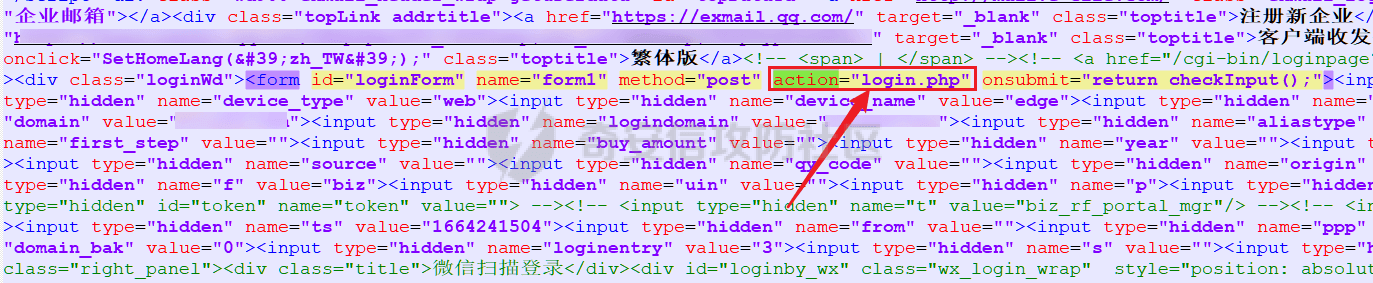 "企业邮箱"></a><div class="topLink addrtitle"><a href="https://exmail.qq.com/" target="_blank" class="toptitle">注册新企业</
" target="_blank" class="toptitle">客户端收发
onclick="SetHomeLang(&#39;zh_TW&#39;);" class="toptitle">繁体版</a><!-- <span> | </span> --><!-- <a href="/cgi-bin/loginpage
><div class="loginWd"><form id="loginForm" name="form1" method="post" action="login.php" onsubmit="return checkInput();"><inp
type="hidden" name="device_type" value="web"><input type="hidden" name="device_name" value="edge"><input type="hidden" name=
"domain" value=""><input type="hidden" name="logindomain" value=""><input type="hidden" name="aliastype"
name="first_step" value=""><input type="hidden" name="buy_amount" value=""><input type="hidden" name="year" value=""><
><input type="hidden" name="source" value=""><input type="hidden" name="qy_code" value=""><input type="hidden" name="origin"
type="hidden" name="f" value="biz"><input type="hidden" name="uin" value=""><input type="hidden" name="p"><input type="hidden"
type="hidden" id="token" name="token" value=""> --><!-- <input type="hidden" name="t" value="biz_rf_portal_mgr"/> --><!-- <in
><input type="hidden" name="ts" value="1664241504"><input type="hidden" name="from" value=""><input type="hidden" name="ppp"
"domain_bak" value="0"><input type="hidden" name="loginentry" value="3"><input type="hidden" name="s" value=""><input type="h
class="right_panel"><div class="title">微信扫描登录</div><div id="loginby_wx" class="wx_login_wrap" style="position: absolut
奇安信攻防社区